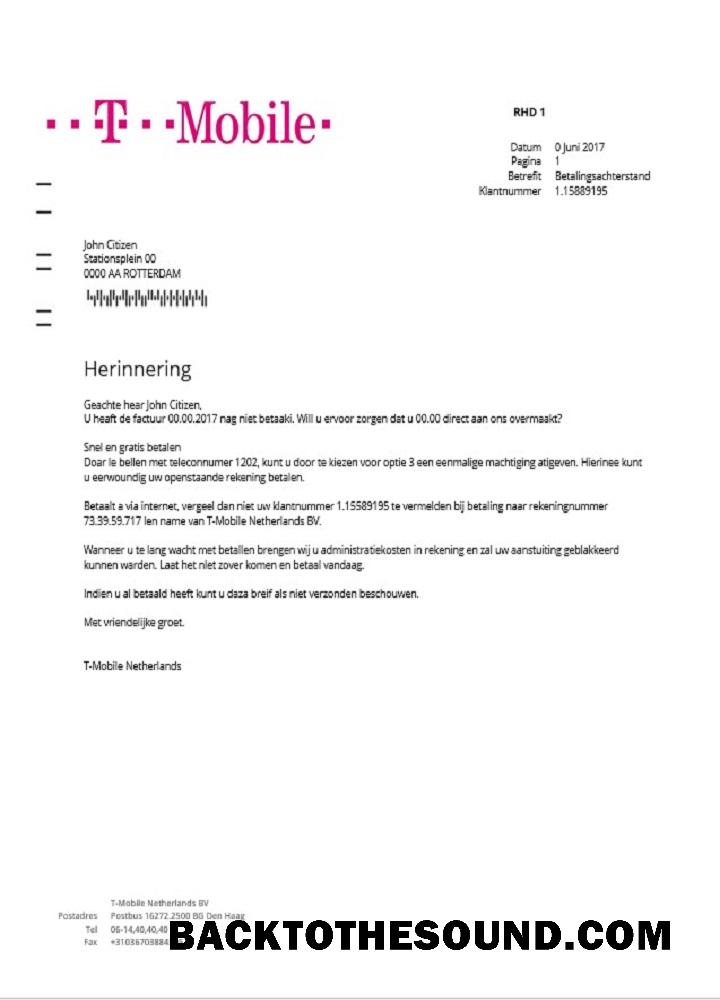 T-Mobile
RHD 1
Datum 0 Juni 2017
Pagina 1
Betrefit Betalingsachterstand
Klantnummer 1.15889195
John Citizen
Stationsplein 00
0000 AA ROTTERDAM
Herinnering
Geachte hear John Citizen,
U heaft de factuur 00.00.2017 nag niet betaaki. Will u ervoor zorgen dat u 00.00 direct aan ons overmaakt?
Snel en gratis betalen
Doar le bellen met teleconnumer 1202, kunt u door te kiezen voor optie 3 een eenmalige machtiging atigeven. Hierinee kunt
u eerwoundig uw openstaande rekening betalen.
Betaalt a via internet, vergeel dan niet uw klantnummer 1.15589195 te vermelden bij betaling naar rekeningnummer
73.39.59.717 len name van T-Mobile Netherlands BV.
Wanneer u te lang wacht met betallen brengen wij u administratiekosten in rekening en zal uw aanstuiting geblakkeerd
kunnen warden. Laat het niet zover komen en betaal vandaag.
Indien u al betaald heeft kunt u daza breif als niet verzonden beschouwen.
Met vriendelijke groet.
T-Mobile Netherlands
T-Mobile Netherlands BV
Postadres Postbus 16272.2500 BG Den Haag
Tel 06-14,40,40,40
Fax
BACKTOTHESOUND.COM